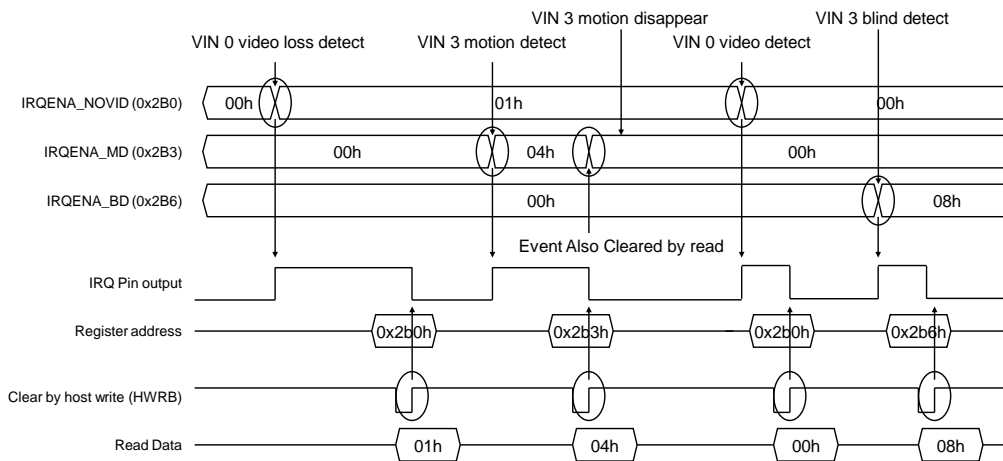 VIN 3 motion disappear
VIN 3 blind detect
VIN 0 video loss detect
VIN 3 motion detect
VIN 0 video detect
IRQENA_NOVID (0x2B0)
00h
01h
00h
IRQENA_MD (0x2B3)
00h
04h
00h
IRQENA_BD (0x2B6)
00h
08h
Event Also Cleared by read
IRQ Pin output
Register address
0x2b0h
0x2b3h
0x2b0h
0x2b6h
Clear by host write (HWRB)
Read Data
01h
04h
00h
08h